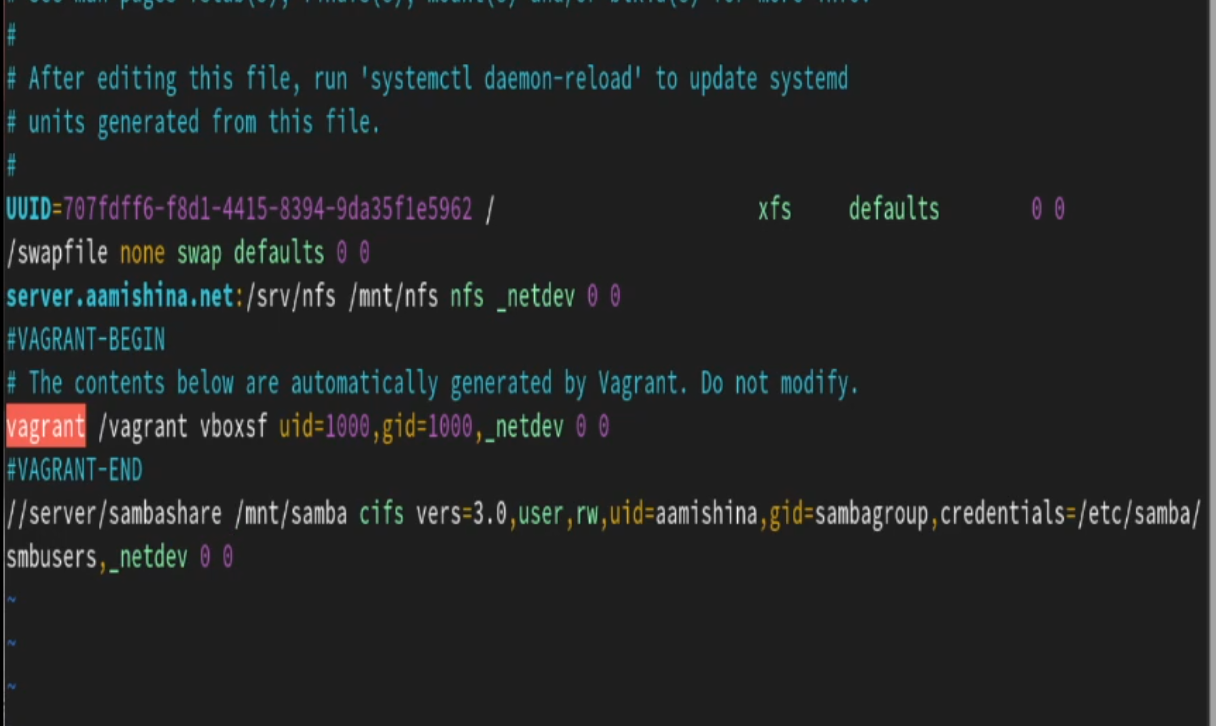 #
# After editing this file, run 'systemctl daemon-reload' to update systemd
# units generated from this file.
#
UUID=707fdff6-f8d1-4415-8394-9da35f1e5962 / xfs defaults 0 0
/swapfile none swap defaults 0 0
server.aamishina.net:/srv/nfs /mnt/nfs nfs _netdev 0 0
#VAGRANT-BEGIN
# The contents below are automatically generated by Vagrant. Do not modify.
vagrant /vagrant vboxsf uid=1000,gid=1000,_netdev 0 0
#VAGRANT-END
//server/sambashare /mnt/samba cifs vers=3.0,user,rw,uid=aamishina,gid=sambagroup,credentials=/etc/samba/
smbusers,_netdev 0 0
~
~
~